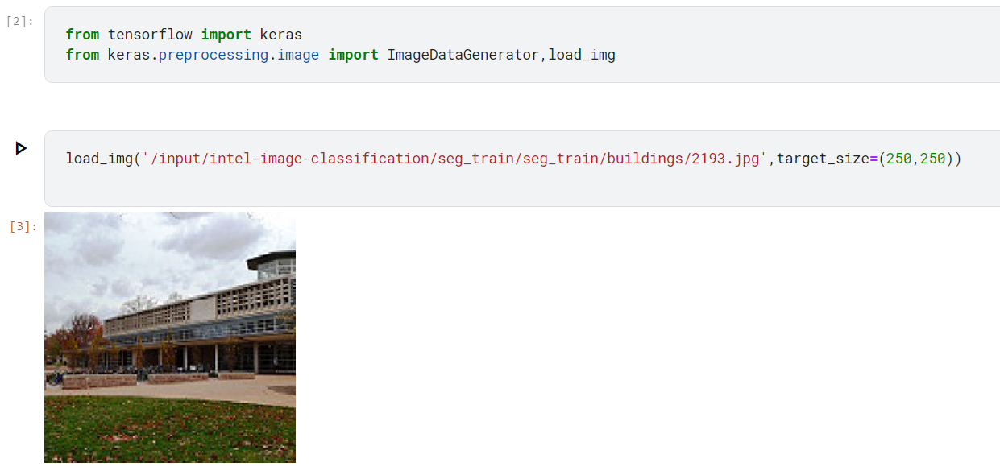 [2]:
from tensorflow import keras
from keras.preprocessing.image import ImageDataGenerator,load_img
load_img('/input/intel-image-classification/seg_train/seg_train/buildings/2193.jpg',target_size=(250,250))
[3]: